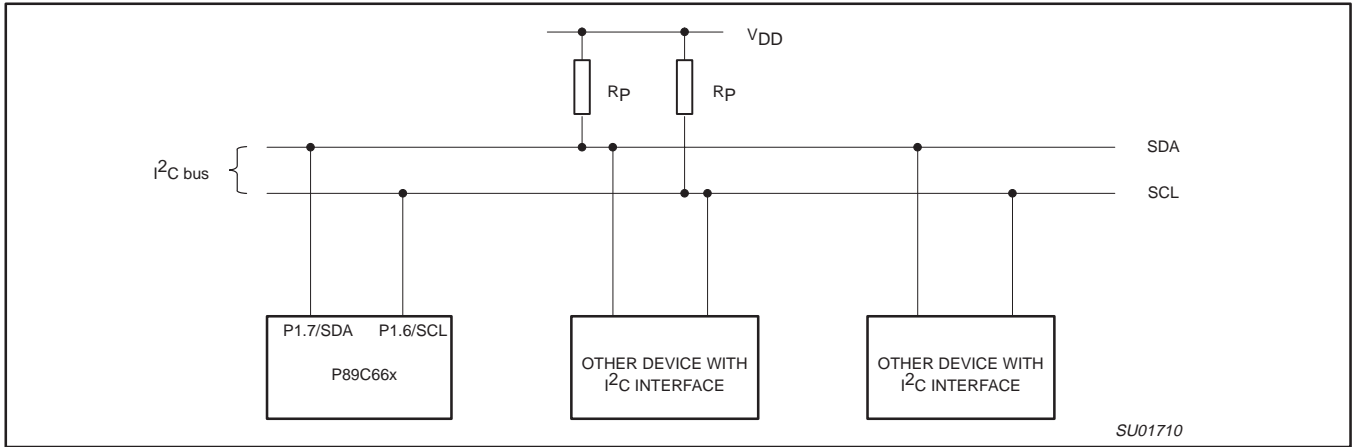 VDD
RP RP
SDA
I2C bus
SCL
P1.7/SDA P1.6/SCL
P89C66x
OTHER DEVICE WITH
I2C INTERFACE
OTHER DEVICE WITH
I2C INTERFACE
SU01710